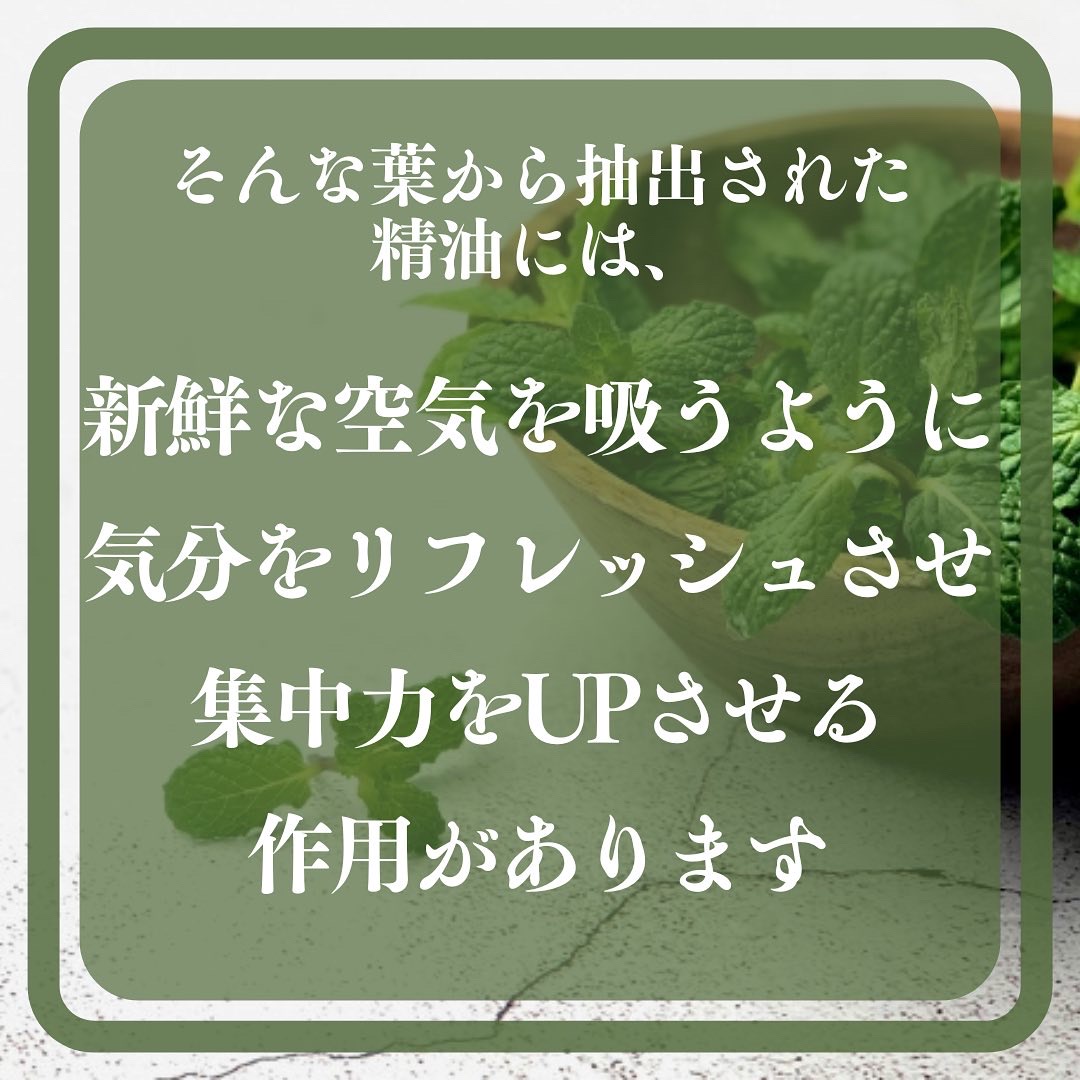 そんな葉から抽出された
精油には、
新鮮な空気を吸うように
気分をリフレッシュさせ
集中力をUPさせる
作用があります